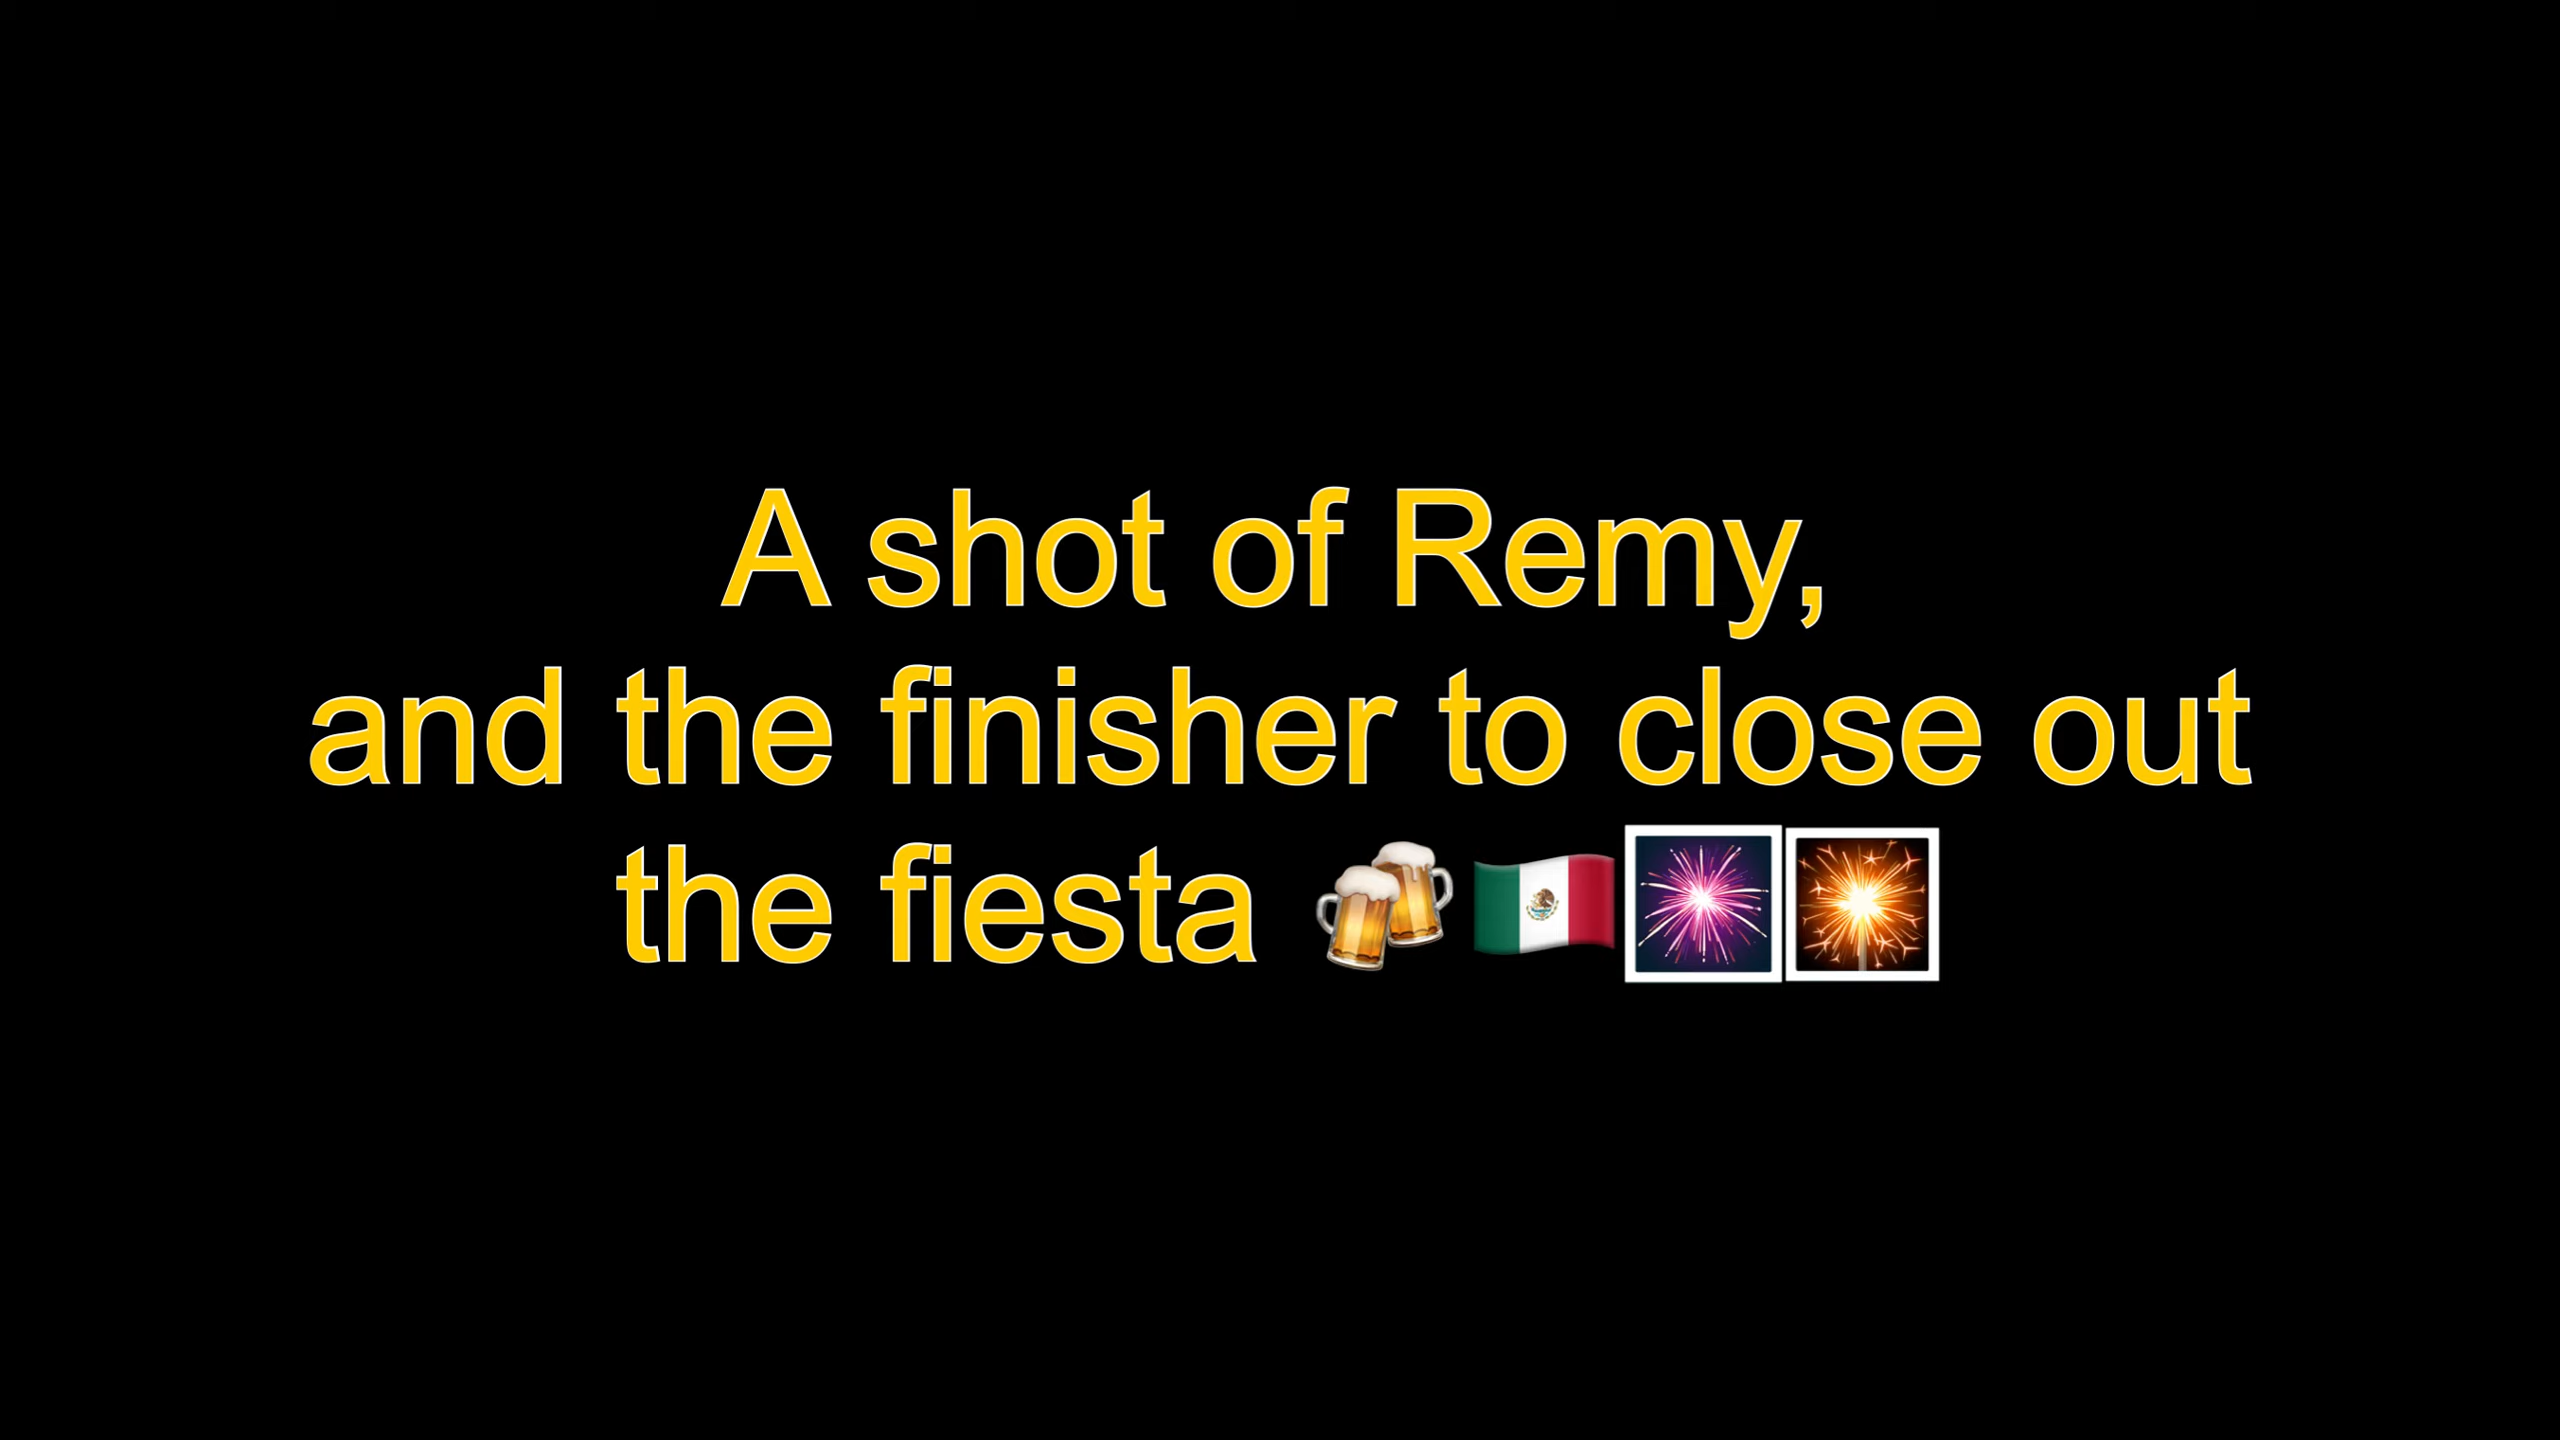 A shot of Remy,
and the finisher to close out
the fiesta 🍻🇲🇽🎆🎇